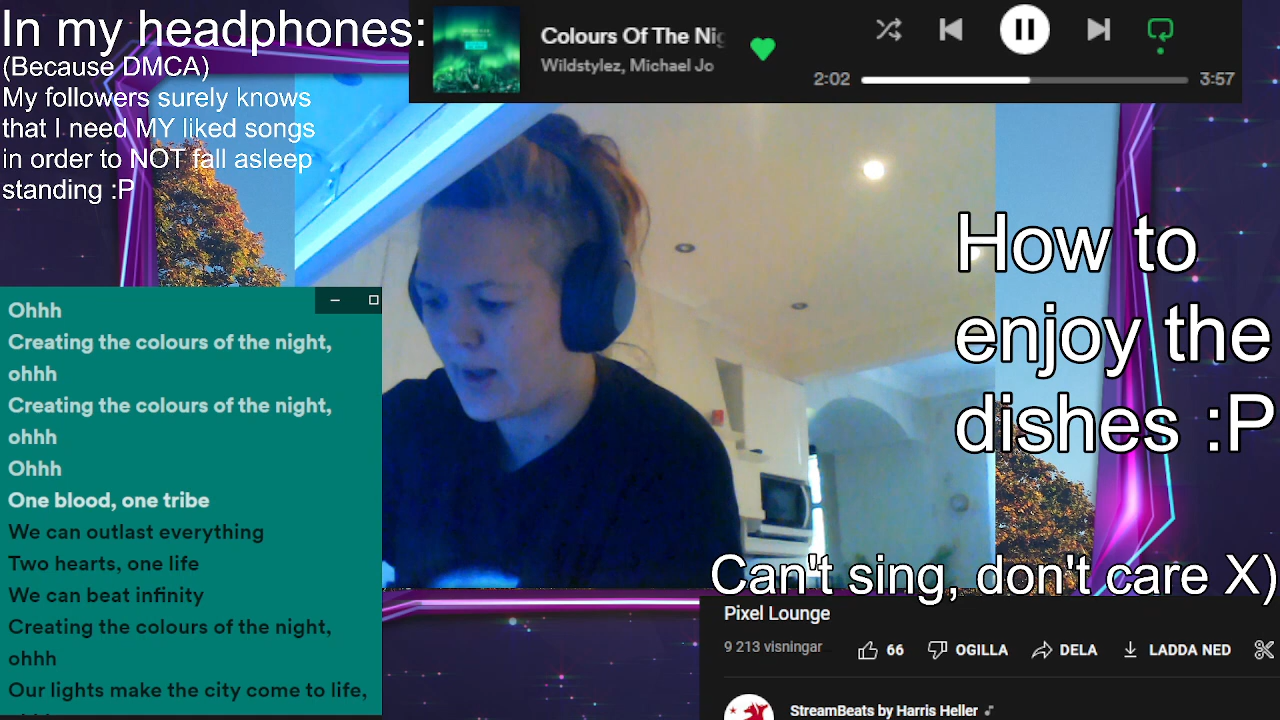 In my headphones:
(Because DMCA)
My followers surely knows
that I need MY liked songs
in order to NOT fall asleep
standing :P
Colours Of The Nig
Wildstylez, Michael Jo
2:02
3:57
How to
enjoy the
dishes :P
Ohhh
Creating the colours of the night,
ohhh
Creating the colours of the night,
ohhh
Ohhh
One blood, one tribe
We can outlast everything
Two hearts, one life
We can beat infinity
Creating the colours of the night,
ohhh
Our lights make the city come to life,
Can't sing, don't care X)
Pixel Lounge
9 213 visningar
66
OGILLA
DELA
LADDA NED
StreamBeats by Harris Heller